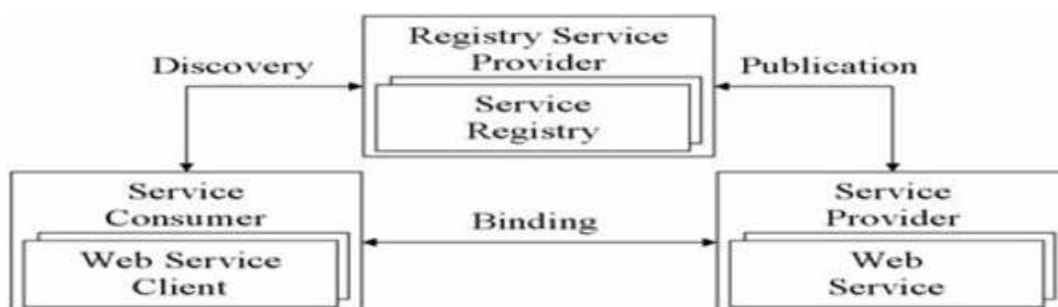 Registry Service
Provider
Discovery
Publication
Service
Registry
Service
Consumer
Binding
Service
Provider
Web Service
Client
Web
Service